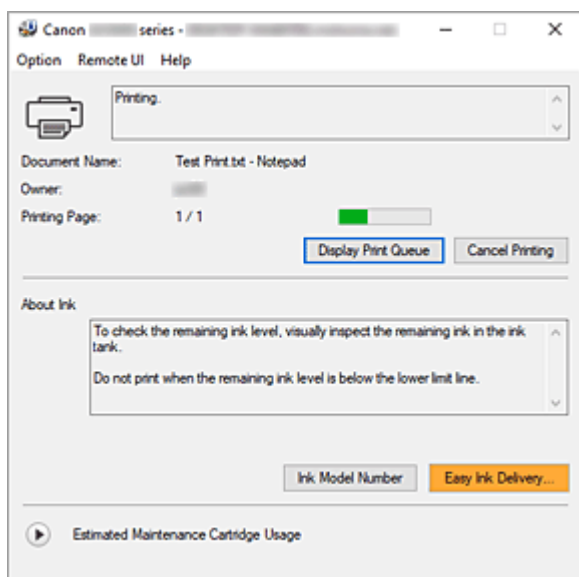 Canon series -
Option Remote UI Help
Printing.
Document Name: Test Print.txt - Notepad
Owner:
Printing Page: 1 / 1
Display Print Queue Cancel Printing
About Ink
To check the remaining ink level, visually inspect the remaining ink in the ink
tank.
Do not print when the remaining ink level is below the lower limit line.
Ink Model Number Easy Ink Delivery...
Estimated Maintenance Cartridge Usage